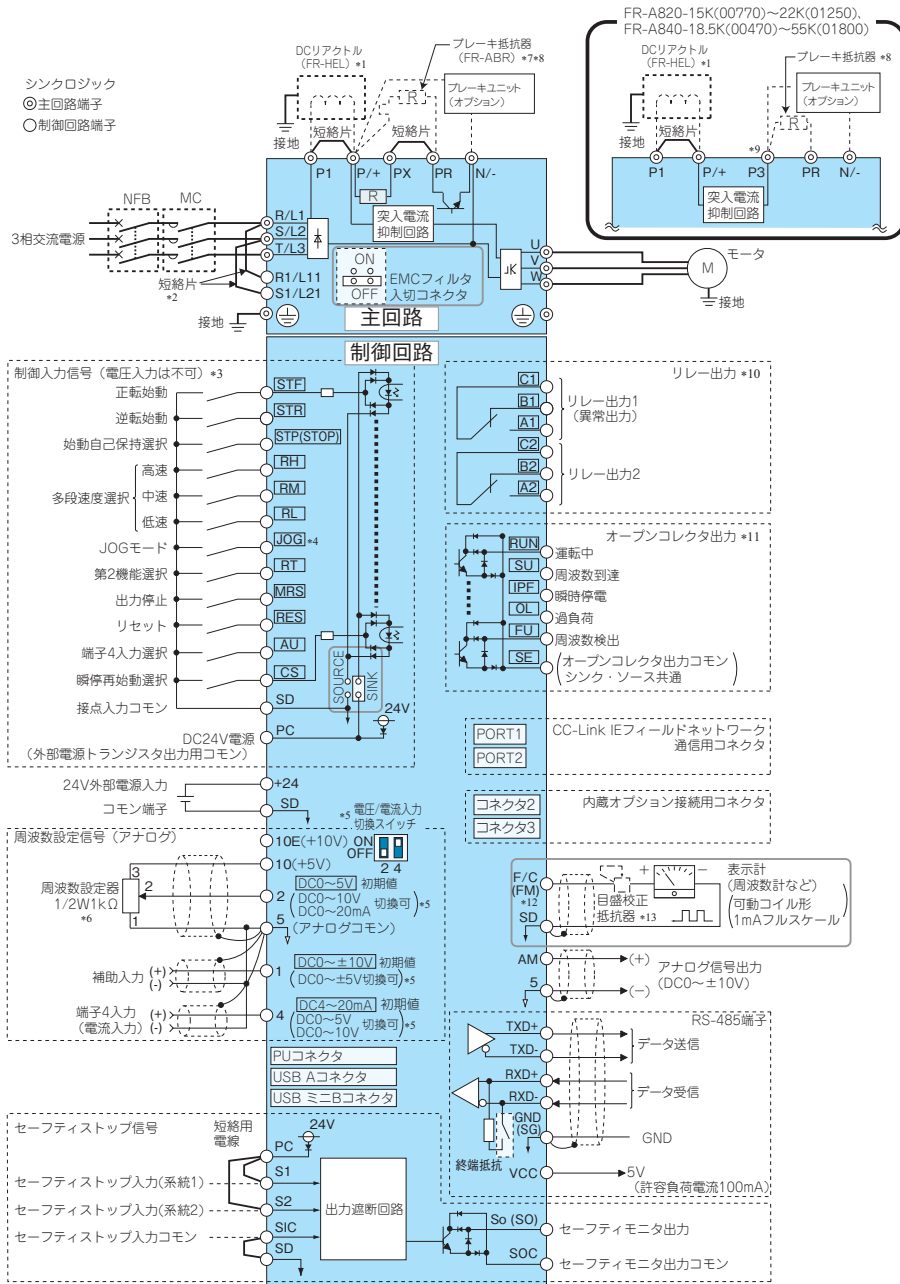 FR-A820-15K(00770)～22K(01250)、
FR-A840-18.5K(00470)～55K(01800)
DCリアクトル
(FR-HEL) *1
ブレーキ抵抗器 *8
ブレーキユニット
(オプション)
R
接地
短絡片
*9
P1
P/+
P3
PR
N/-
突入電流
抑制回路
シンクロジック
主回路端子
制御回路端子
DCリアクトル
(FR-HEL) *1
ブレーキ抵抗器
(FR-ABR) *7*8
ブレーキユニット
(オプション)
R
接地
短絡片
短絡片
P1
P/+
PX
PR
N/-
R
突入電流
抑制回路
NFB
MC
3相交流電源
R/L1
S/L2
T/L3
R1/L11
S1/L21
短絡片
*2
接地
ON
OFF
EMCフィルタ
入切コネクタ
U
V
W
M
モータ
接地
主回路
制御回路
制御入力信号（電圧入力は不可）*3
正転始動
STF
逆転始動
STR
始動自己保持選択
STP(STOP)
多段速度選択
高速
RH
中速
RM
低速
RL
JOGモード
JOG *4
第2機能選択
RT
出力停止
MRS
リセット
RES
端子4入力選択
AU
瞬停再始動選択
CS
接点入力コモン
SD
SOURCE
SINK
24V
DC24V電源
(外部電源トランジスタ出力用コモン)
PC
リレー出力 *10
C1
B1
A1
リレー出力1
(異常出力)
C2
B2
A2
リレー出力2
オープンコレクタ出力 *11
RUN
運転中
SU
周波数到達
IPF
瞬時停電
OL
過負荷
FU
周波数検出
SE
(オープンコレクタ出力コモン
シンク・ソース共通)
PORT1
PORT2
CC-Link IEフィールドネットワーク
通信用コネクタ
コネクタ2
コネクタ3
内蔵オプション接続用コネクタ
24V外部電源入力
+24
コモン端子
SD
周波数設定信号（アナログ）
*5 電圧/電流入力
切換スイッチ
ON
OFF
2 4
10E(+10V)
10(+5V)
周波数設定器
1/2W1kΩ
*6
3
2
1
2
DC0～5V 初期値
(DC0～10V
DC0～20mA 切換可)*5
5
(アナログコモン)
補助入力 (+)
(-)
1
DC0～±10V 初期値
(DC0～±5V切換可)*5
端子4入力 (+)
(電流入力) (-)
4
DC4～20mA 初期値
(DC0～5V
DC0～10V 切換可)*5
F/C
(FM)
*12
SD
目盛校正
抵抗器 *13
+
-
表示計
(周波数計など)
(可動コイル形
1mAフルスケール)
AM
(+)
アナログ信号出力
(DC0～±10V)
5
(-)
RS-485端子
TXD+
TXD-
データ送信
RXD+
RXD-
データ受信
GND
(SG)
GND
終端抵抗
VCC
5V
(許容負荷電流100mA)
PUコネクタ
USB Aコネクタ
USB ミニBコネクタ
セーフティストップ信号
短絡用
電線
24V
PC
セーフティストップ入力(系統1)
S1
セーフティストップ入力(系統2)
S2
セーフティストップ入力コモン
SIC
SD
出力遮断回路
So (SO)
セーフティモニタ出力
SOC
セーフティモニタ出力コモン